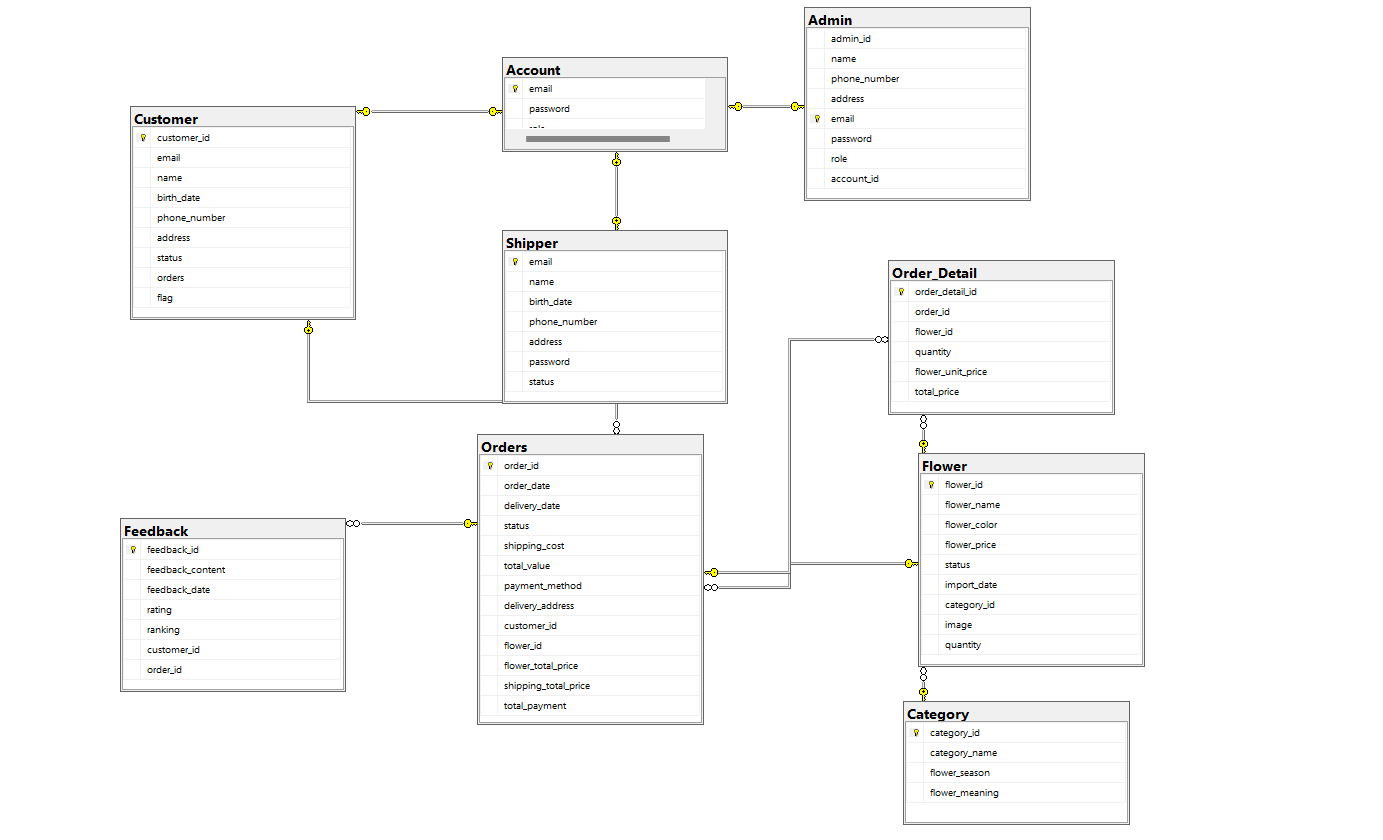 Admin
admin_id
name
phone_number
address
email
password
role
account_id
Account
email
password
role
Customer
customer_id
email
name
birth_date
phone_number
address
status
orders
flag
Shipper
email
name
birth_date
phone_number
address
password
status
Order_Detail
order_detail_id
order_id
flower_id
quantity
flower_unit_price
total_price
Orders
order_id
order_date
delivery_date
status
shipping_cost
total_value
payment_method
delivery_address
customer_id
flower_id
flower_total_price
shipping_total_price
total_payment
Flower
flower_id
flower_name
flower_color
flower_price
status
import_date
category_id
image
quantity
Feedback
feedback_id
feedback_content
feedback_date
rating
ranking
customer_id
order_id
Category
category_id
category_name
flower_season
flower_meaning